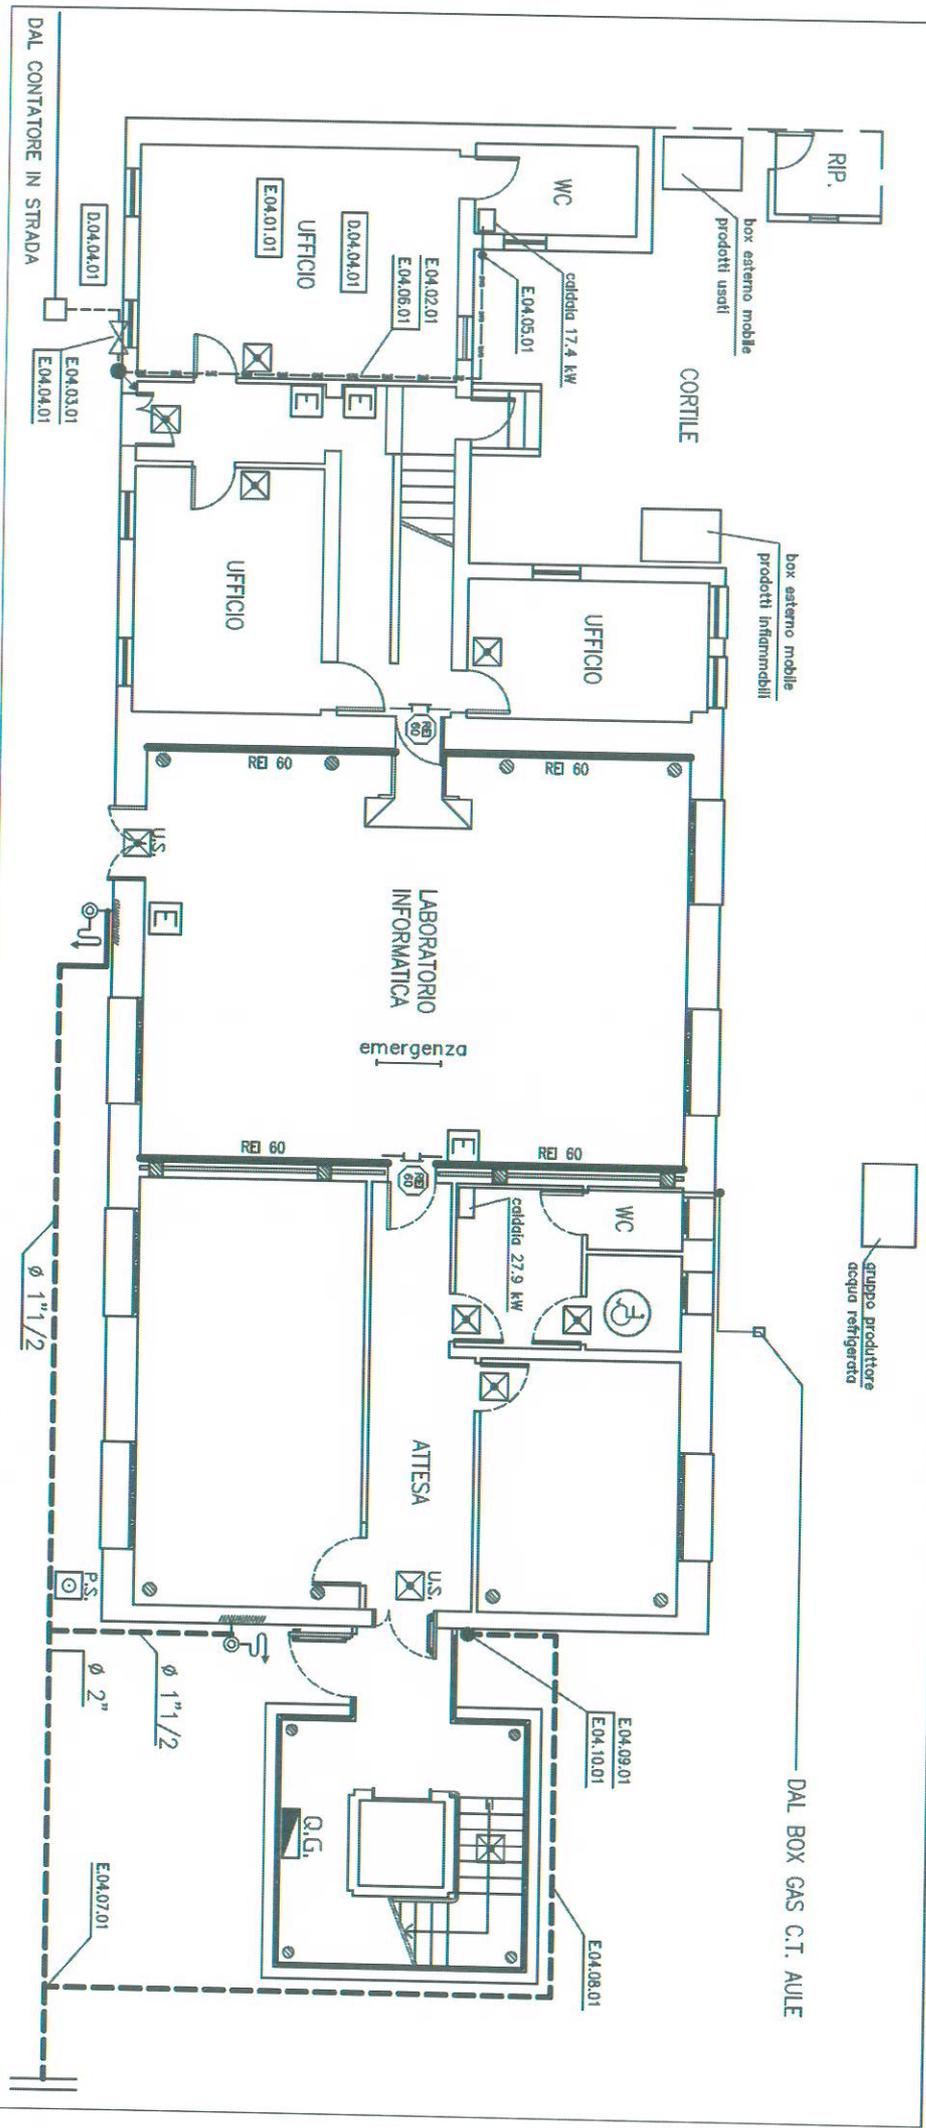 RIP.
box esterno mobile
prodotti usati
WC
caldaia 17.4 kW
E.04.05.01
CORTILE
box esterno mobile
prodotti infiammabili
E.04.02.01
E.04.06.01
D.04.04.01
UFFICIO
E.04.01.01
D.04.04.01
DAL CONTATORE IN STRADA
E.04.03.01
E.04.04.01
E
E
UFFICIO
UFFICIO
REI
60
REI 60
REI 60
U.S.
E
LABORATORIO
INFORMATICA
emergenza
REI 60
REI 60
E
REI
60
gruppo produttore
acqua refrigerata
WC
caldaia 27.9 kW
DAL BOX GAS C.T. AULE
ATTESA
U.S.
P.S.
ø 1"1/2
ø 1"1/2
ø 2"
E.04.09.01
E.04.10.01
Q.G.
E.04.08.01
E.04.07.01